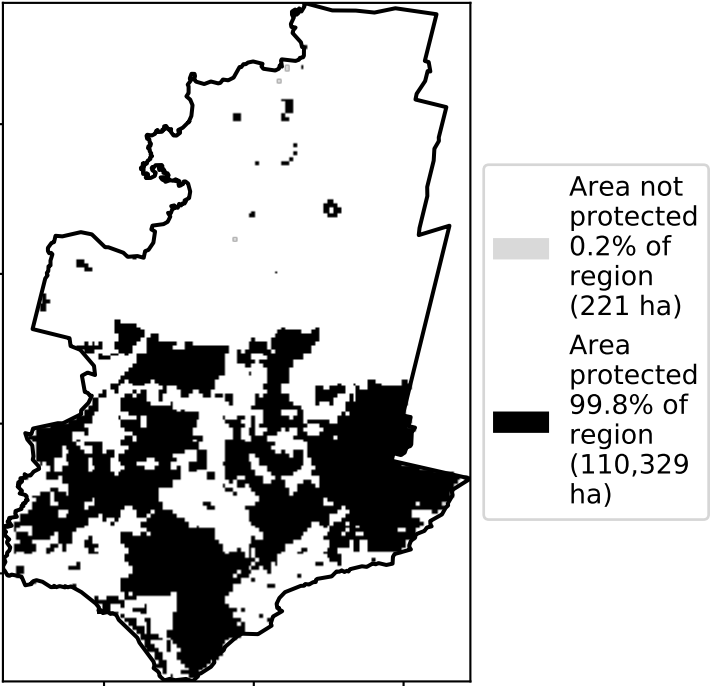 Area not
protected
0.2% of
region
(221 ha)
Area
protected
99.8% of
region
(110,329
ha)